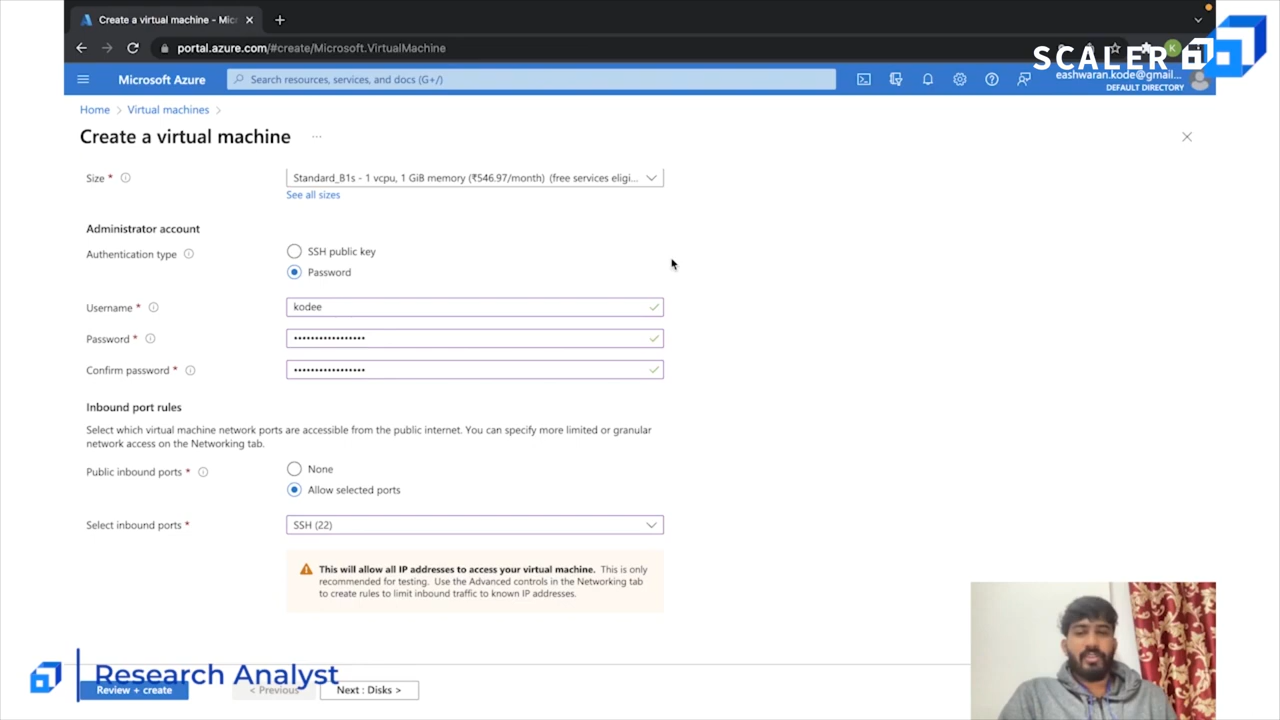 Create a virtual machine - Mic
portal.azure.com/#create/Microsoft.VirtualMachine
K
SCALER
Microsoft Azure
Search resources, services, and docs (G+/)
eashwaran.kode@gmail...
DEFAULT DIRECTORY
Home > Virtual machines >
Create a virtual machine ...
Size *
Standard_B1s - 1 vcpu, 1 GiB memory (₹546.97/month) (free services eligi...
See all sizes
Administrator account
Authentication type
SSH public key
Password
Username *
kodee
Password *
•••••••••••••••••
Confirm password *
•••••••••••••••••
Inbound port rules
Select which virtual machine network ports are accessible from the public internet. You can specify more limited or granular
network access on the Networking tab.
Public inbound ports *
None
Allow selected ports
Select inbound ports *
SSH (22)
This will allow all IP addresses to access your virtual machine. This is only
recommended for testing. Use the Advanced controls in the Networking tab
to create rules to limit inbound traffic to known IP addresses.
Research Analyst
Review + create
< Previous
Next : Disks >